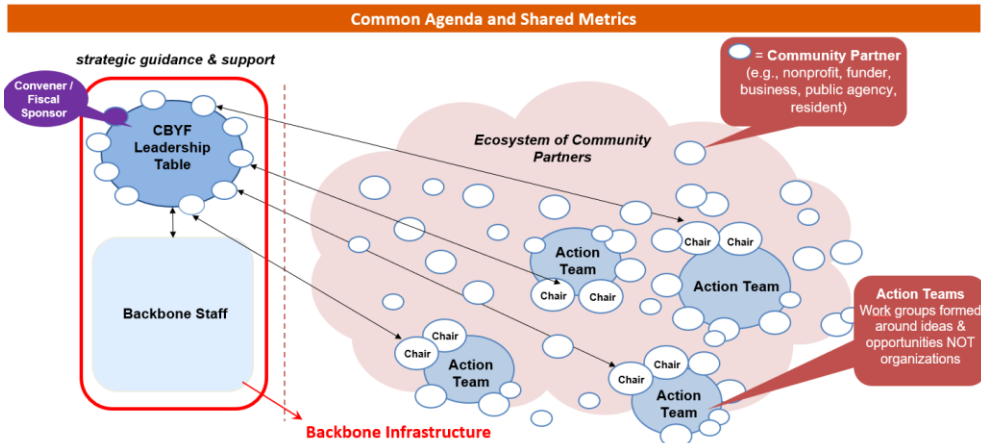 Common Agenda and Shared Metrics
strategic guidance & support
Convener /
Fiscal
Sponsor
CBYF
Leadership
Table
Backbone Staff
Backbone Infrastructure
Ecosystem of Community
Partners
= Community Partner
(e.g., nonprofit, funder,
business, public agency,
resident)
Action
Team
Chair
Chair
Chair
Chair
Action Team
Chair
Chair
Action
Team
Chair
Chair
Action
Team
Action Teams
Work groups formed
around ideas &
opportunities NOT
organizations